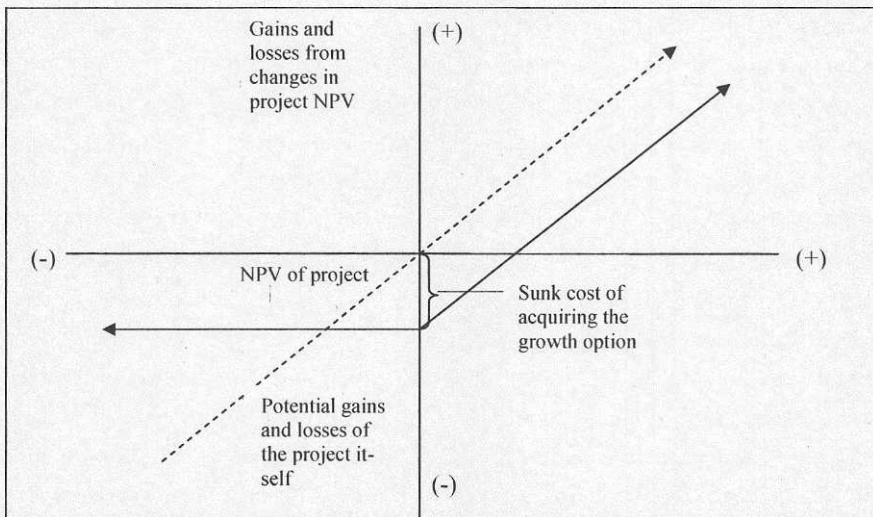 Gains and
losses from
changes in
project NPV
(+)
(-)
(+)
NPV of project
Sunk cost of
acquiring the
growth option
Potential gains
and losses of
the project it-
self
(-)